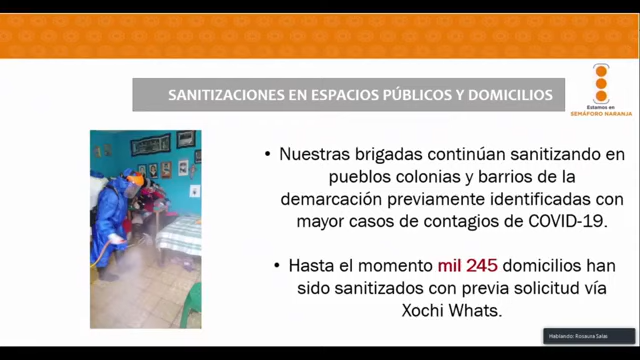 SANITIZACIONES EN ESPACIOS PÚBLICOS Y DOMICILIOS
Estamos en
SEMÁFORO NARANJA
• Nuestras brigadas continúan sanitizando en
pueblos colonias y barrios de la
demarcación previamente identificadas con
mayor casos de contagios de COVID-19.
• Hasta el momento mil 245 domicilios han
sido sanitizados con previa solicitud vía
Xochi Whats.
Hablando: Rosaura Salas